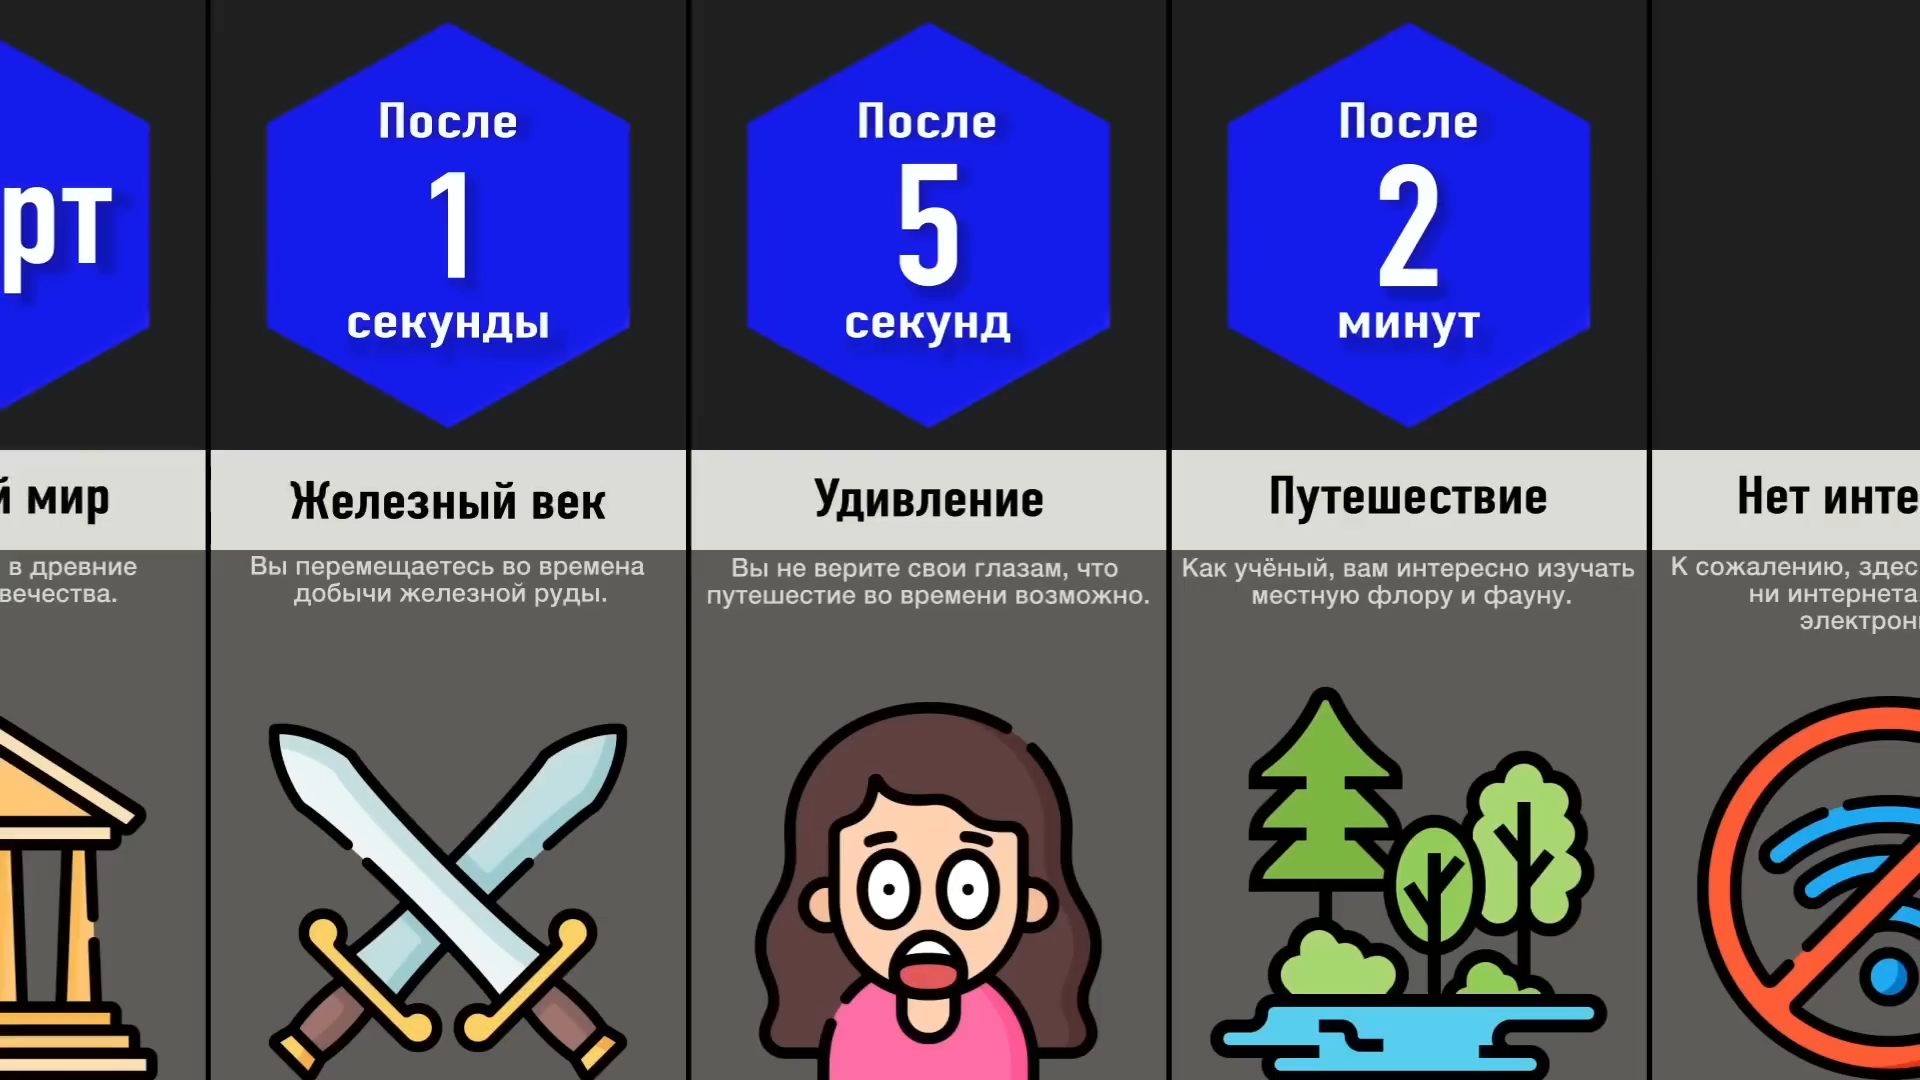 рт
й мир
в древние
вечества.
После
1
секунды
Железный век
Вы перемещаетесь во времена
добычи железной руды.
После
5
секунд
Удивление
Вы не верите свои глазам, что
путешестие во времени возможно.
После
2
минут
Путешествие
Как учёный, вам интересно изучать
местную флору и фауну.
Нет инте
К сожалению, здес
ни интернета
электрон